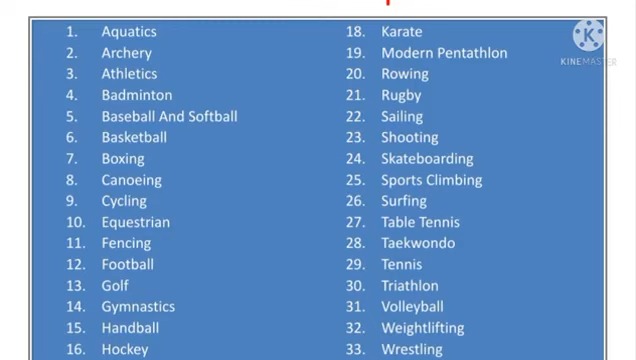 1. Aquatics
2. Archery
3. Athletics
4. Badminton
5. Baseball And Softball
6. Basketball
7. Boxing
8. Canoeing
9. Cycling
10. Equestrian
11. Fencing
12. Football
13. Golf
14. Gymnastics
15. Handball
16. Hockey
18. Karate
19. Modern Pentathlon
20. Rowing
21. Rugby
22. Sailing
23. Shooting
24. Skateboarding
25. Sports Climbing
26. Surfing
27. Table Tennis
28. Taekwondo
29. Tennis
30. Triathlon
31. Volleyball
32. Weightlifting
33. Wrestling
K
KINEMASTER